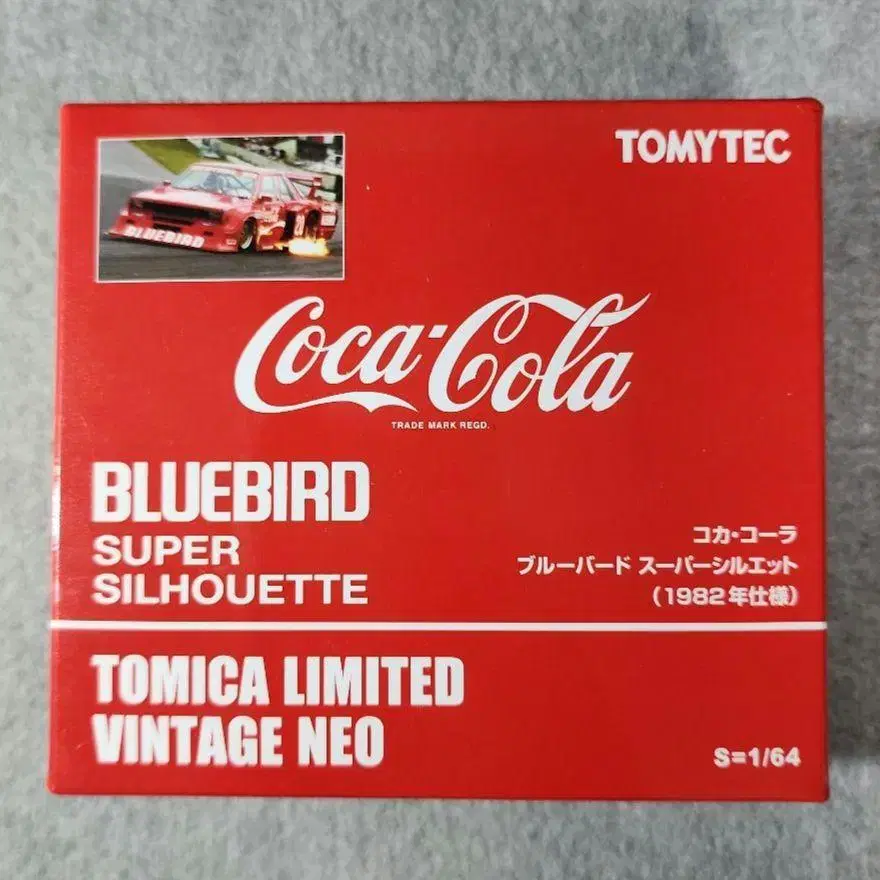 TOMYTEC
BLUEBIRD
20
Coca-Cola
TRADE MARK REGD.
BLUEBIRD
SUPER
SILHOUETTE
コカ・コーラ
ブルーバード スーパーシルエット
(1982年仕様)
TOMICA LIMITED
VINTAGE NEO
S=1/64